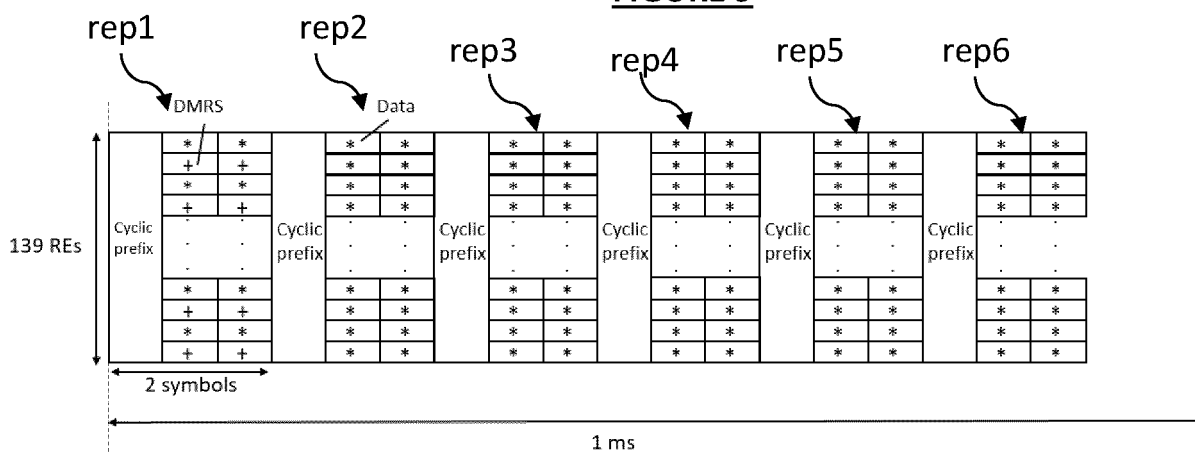 rep1 rep2 rep3 rep4 rep5 rep6
DMRS Data
* * * * * * * * * * * *
+ + * * * * * * * * * *
* * * * * * * * * * * *
+ + * * * * * * * * * *
139 REs
Cyclic
prefix
Cyclic
prefix
Cyclic
prefix
Cyclic
prefix
Cyclic
prefix
Cyclic
prefix
. . . . . . . . . . . .
. . . . . . . . . . . .
. . . . . . . . . . . .
* * * * * * * * * * * *
+ + * * * * * * * * * *
* * * * * * * * * * * *
+ + * * * * * * * * * *
2 symbols
1 ms